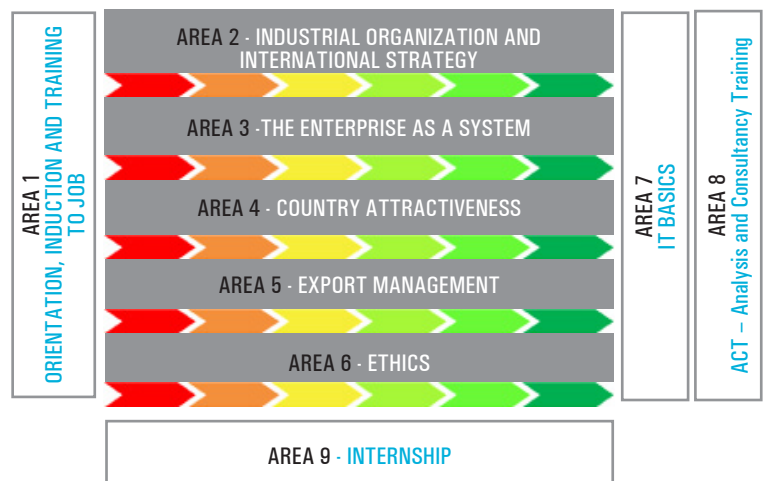 AREA 1
ORIENTATION, INDUCTION AND TRAINING
TO JOB
AREA 2 - INDUSTRIAL ORGANIZATION AND
INTERNATIONAL STRATEGY
AREA 3 -THE ENTERPRISE AS A SYSTEM
AREA 4 - COUNTRY ATTRACTIVENESS
AREA 5 - EXPORT MANAGEMENT
AREA 6 - ETHICS
AREA 7
IT BASICS
AREA 8
ACT – Analysis and Consultancy Training
AREA 9 - INTERNSHIP